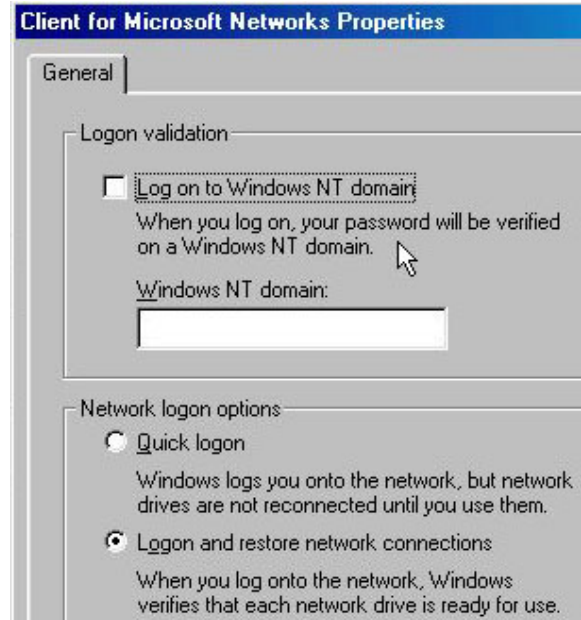 Client for Microsoft Networks Properties
General
Logon validation
Log on to Windows NT domain
When you log on, your password will be verified
on a Windows NT domain.
Windows NT domain:
Network logon options
Quick logon
Windows logs you onto the network, but network
drives are not reconnected until you use them.
Logon and restore network connections
When you log onto the network, Windows
verifies that each network drive is ready for use.